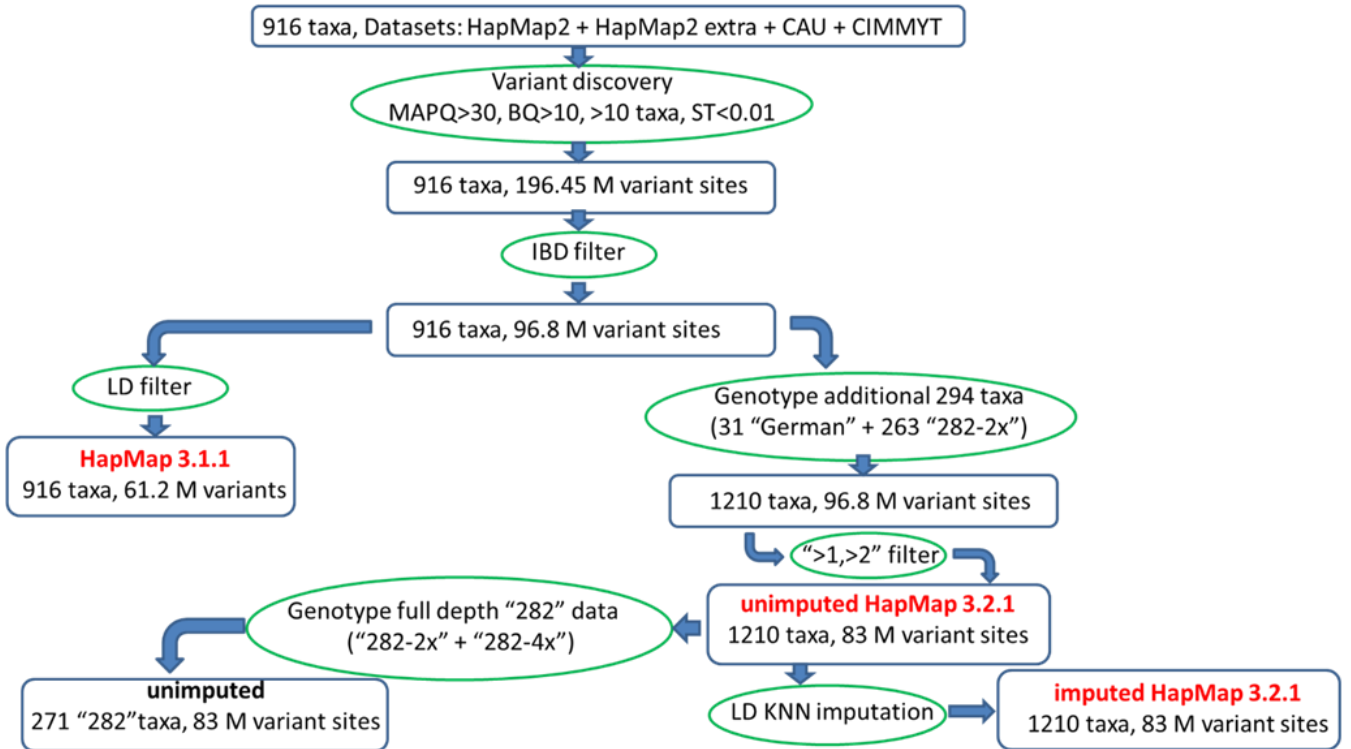 916 taxa, Datasets: HapMap2 + HapMap2 extra + CAU + CIMMYT
Variant discovery
MAPQ>30, BQ>10, >10 taxa, ST<0.01
916 taxa, 196.45 M variant sites
IBD filter
916 taxa, 96.8 M variant sites
LD filter
HapMap 3.1.1
916 taxa, 61.2 M variants
Genotype additional 294 taxa
(31 “German” + 263 “282-2x”)
1210 taxa, 96.8 M variant sites
“>1,>2” filter
unimputed HapMap 3.2.1
1210 taxa, 83 M variant sites
Genotype full depth “282” data
(“282-2x” + “282-4x”)
unimputed
271 “282”taxa, 83 M variant sites
LD KNN imputation
imputed HapMap 3.2.1
1210 taxa, 83 M variant sites